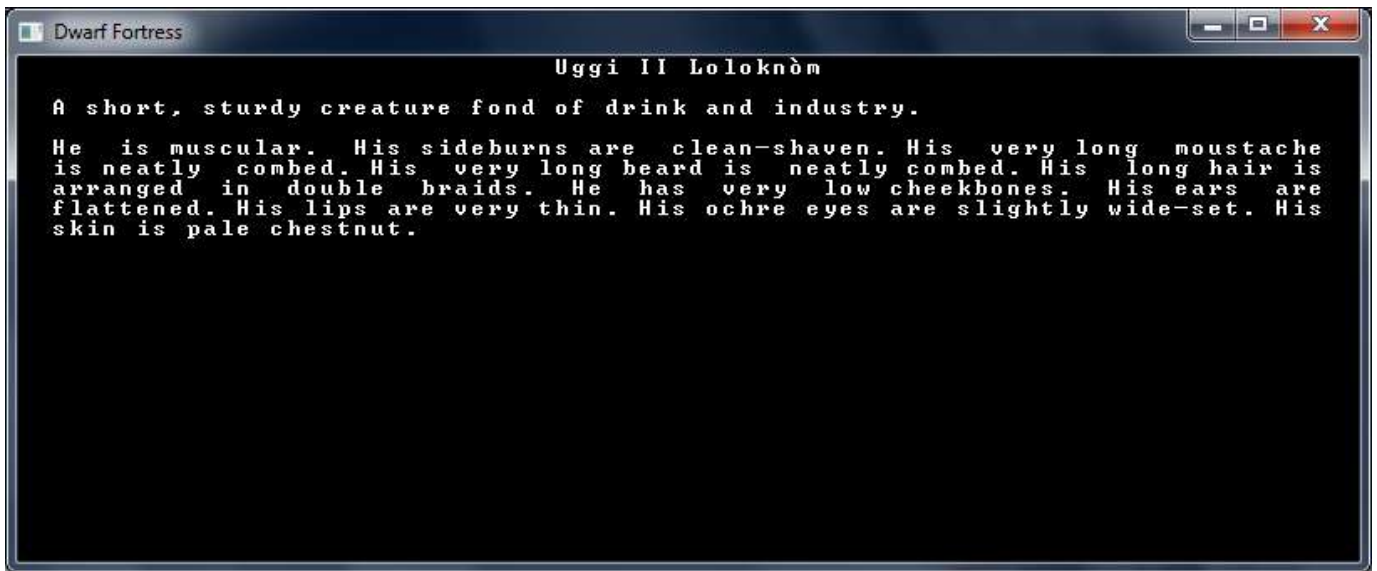 Dwarf Fortress
Uggi II Loloknòm
A short, sturdy creature fond of drink and industry.
He is muscular. His sideburns are clean-shaven. His very long moustache
is neatly combed. His very long beard is neatly combed. His long hair is
arranged in double braids. He has very low cheekbones. His ears are
flattened. His lips are very thin. His ochre eyes are slightly wide-set. His
skin is pale chestnut.